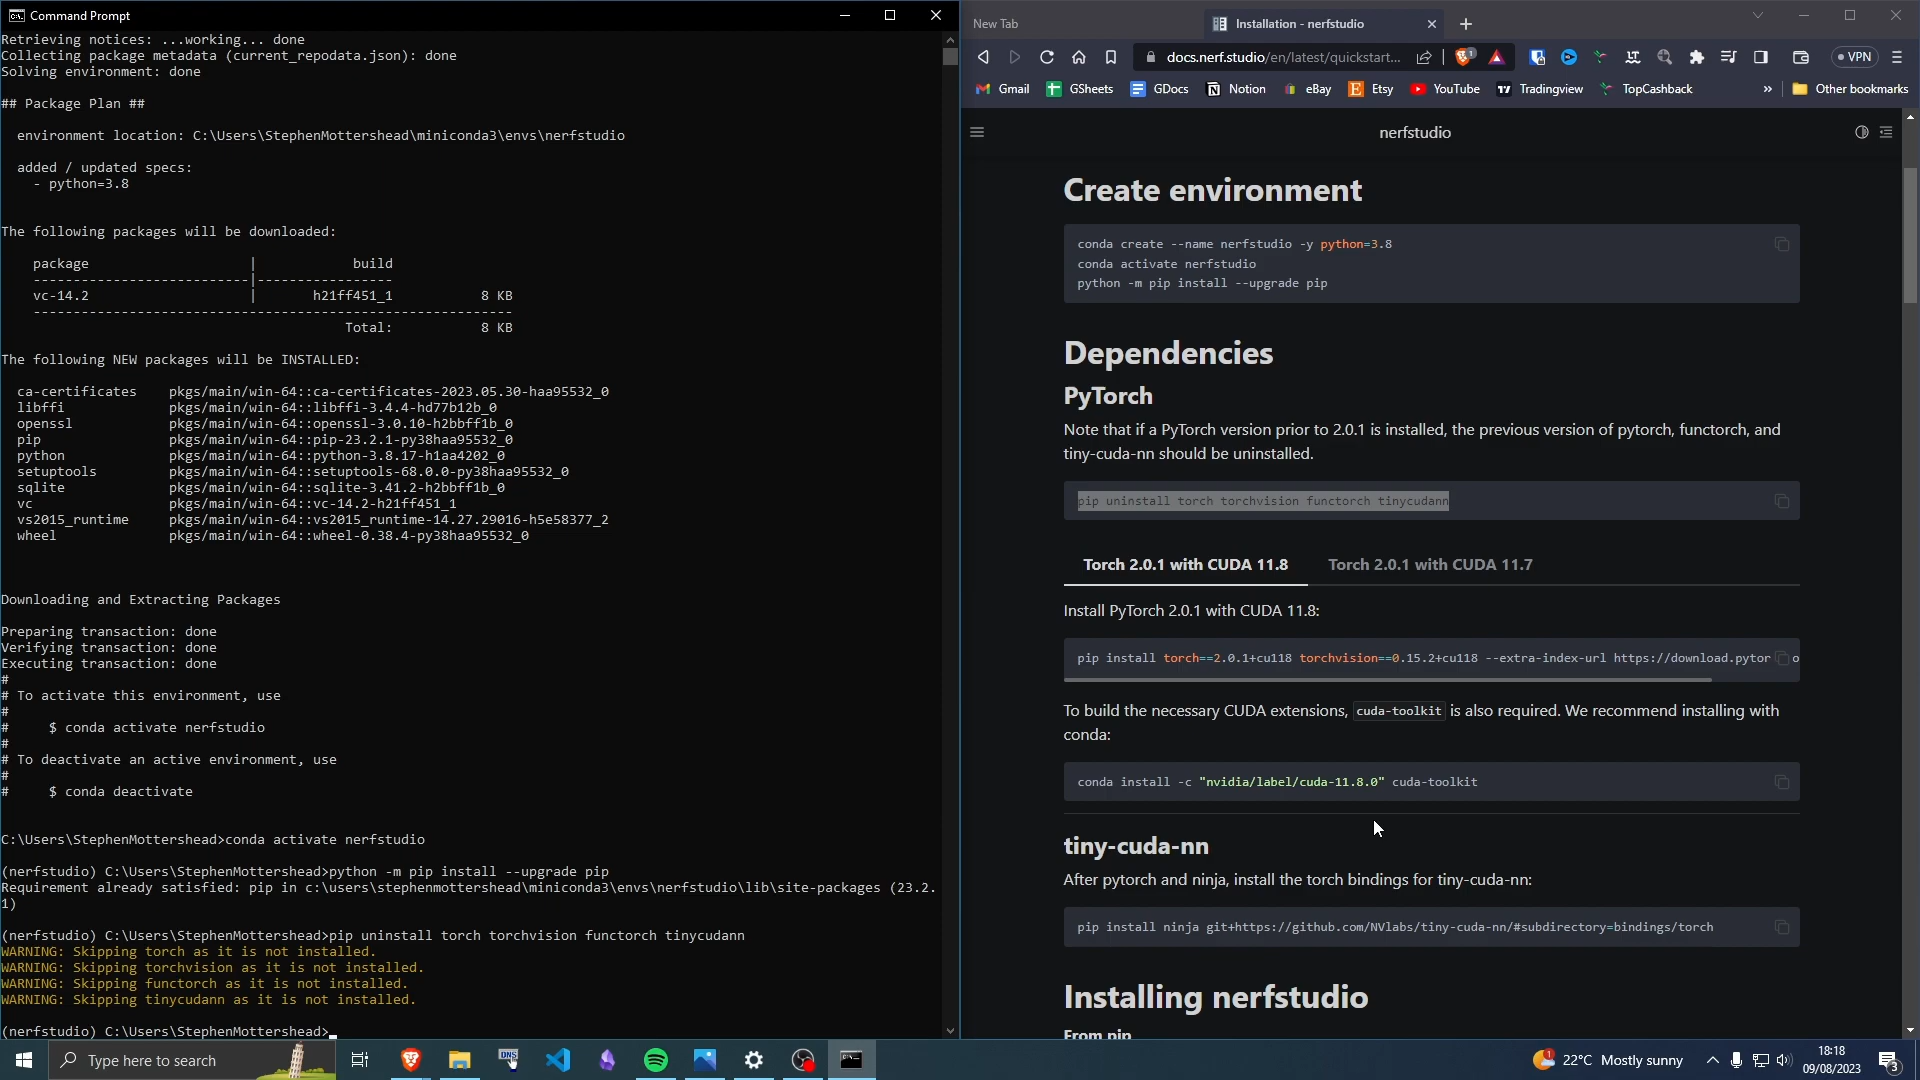 Command Prompt
Retrieving notices: ...working... done
Collecting package metadata (current_repodata.json): done
Solving environment: done
## Package Plan ##
environment location: C:\Users\StephenMottershead\miniconda3\envs\nerfstudio
added / updated specs:
- python=3.8
The following packages will be downloaded:
package | build
---------------------------|-----------------
vc-14.2 | h21ff451_1 8 KB
------------------------------------------------------------
Total: 8 KB
The following NEW packages will be INSTALLED:
ca-certificates pkgs/main/win-64::ca-certificates-2023.05.30-haa95532_0
libffi pkgs/main/win-64::libffi-3.4.4-hd77b12b_0
openssl pkgs/main/win-64::openssl-3.0.10-h2bbff1b_0
pip pkgs/main/win-64::pip-23.2.1-py38haa95532_0
python pkgs/main/win-64::python-3.8.17-h1aa4202_0
setuptools pkgs/main/win-64::setuptools-68.0.0-py38haa95532_0
sqlite pkgs/main/win-64::sqlite-3.41.2-h2bbff1b_0
vc pkgs/main/win-64::vc-14.2-h21ff451_1
vs2015_runtime pkgs/main/win-64::vs2015_runtime-14.27.29016-h5e58377_2
wheel pkgs/main/win-64::wheel-0.38.4-py38haa95532_0
Downloading and Extracting Packages
Preparing transaction: done
Verifying transaction: done
Executing transaction: done
#
# To activate this environment, use
#
# $ conda activate nerfstudio
#
# To deactivate an active environment, use
#
# $ conda deactivate
C:\Users\StephenMottershead>conda activate nerfstudio
(nerfstudio) C:\Users\StephenMottershead>python -m pip install --upgrade pip
Requirement already satisfied: pip in c:\users\stephenmottershead\miniconda3\envs\nerfstudio\lib\site-packages (23.2.
1)
(nerfstudio) C:\Users\StephenMottershead>pip uninstall torch torchvision functorch tinycudann
WARNING: Skipping torch as it is not installed.
WARNING: Skipping torchvision as it is not installed.
WARNING: Skipping functorch as it is not installed.
WARNING: Skipping tinycudann as it is not installed.
(nerfstudio) C:\Users\StephenMottershead>
New Tab
Installation - nerfstudio
docs.nerf.studio/en/latest/quickstart...
VPN
Gmail GSheets GDocs Notion eBay Etsy YouTube Tradingview TopCashback » Other bookmarks
nerfstudio
Create environment
conda create --name nerfstudio -y python=3.8
conda activate nerfstudio
python -m pip install --upgrade pip
Dependencies
PyTorch
Note that if a PyTorch version prior to 2.0.1 is installed, the previous version of pytorch, functorch, and
tiny-cuda-nn should be uninstalled.
pip uninstall torch torchvision functorch tinycudann
Torch 2.0.1 with CUDA 11.8 Torch 2.0.1 with CUDA 11.7
Install PyTorch 2.0.1 with CUDA 11.8:
pip install torch==2.0.1+cu118 torchvision==0.15.2+cu118 --extra-index-url https://download.pytor o
To build the necessary CUDA extensions, cuda-toolkit is also required. We recommend installing with
conda:
conda install -c "nvidia/label/cuda-11.8.0" cuda-toolkit
tiny-cuda-nn
After pytorch and ninja, install the torch bindings for tiny-cuda-nn:
pip install ninja git+https://github.com/NVlabs/tiny-cuda-nn/#subdirectory=bindings/torch
Installing nerfstudio
From pip
Type here to search
DNS
22°C Mostly sunny
18:18
09/08/2023
3